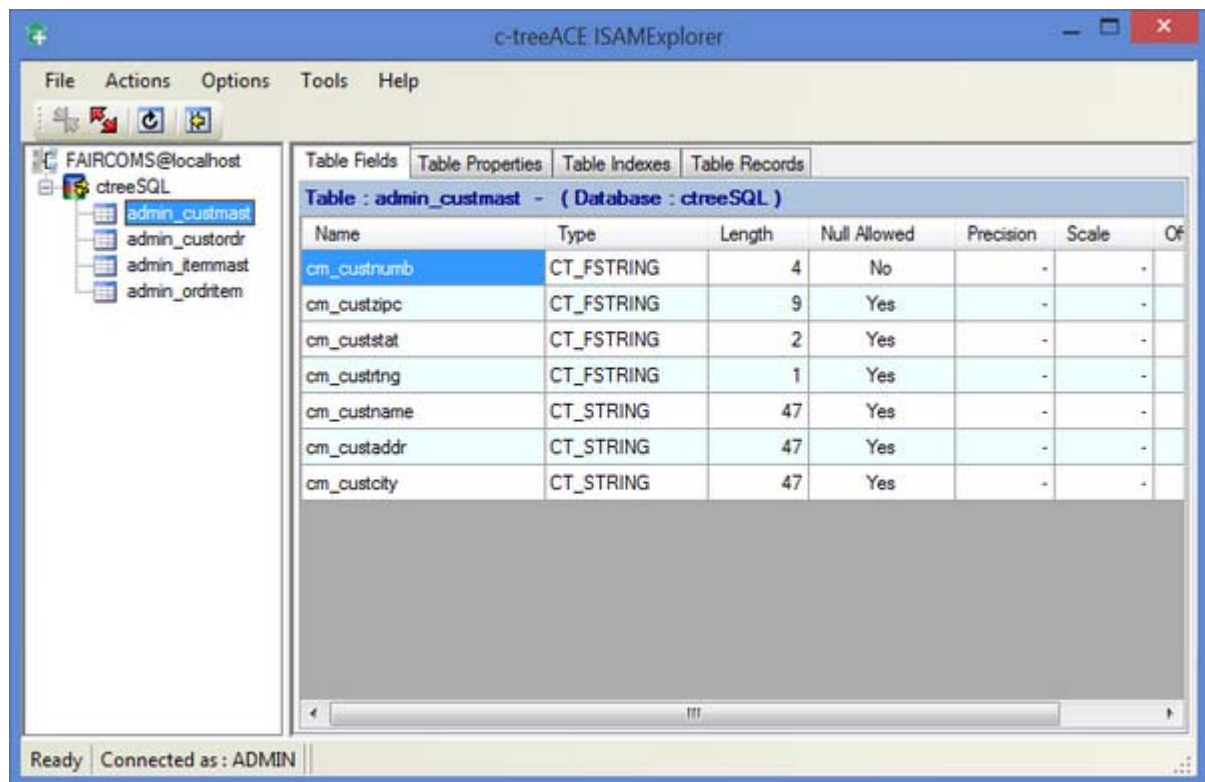 c-treeACE ISAMExplorer
File Actions Options Tools Help
FAIRCOMS@localhost
ctreeSQL
admin_custmast
admin_custordr
admin_itemmast
admin_ordritem
Table Fields Table Properties Table Indexes Table Records
Table : admin_custmast - ( Database : ctreeSQL )
Name Type Length Null Allowed Precision Scale Of
cm_custnumb CT_FSTRING 4 No - -
cm_custzipc CT_FSTRING 9 Yes - -
cm_custstat CT_FSTRING 2 Yes - -
cm_custrtng CT_FSTRING 1 Yes - -
cm_custname CT_STRING 47 Yes - -
cm_custaddr CT_STRING 47 Yes - -
cm_custcity CT_STRING 47 Yes - -
Ready Connected as : ADMIN